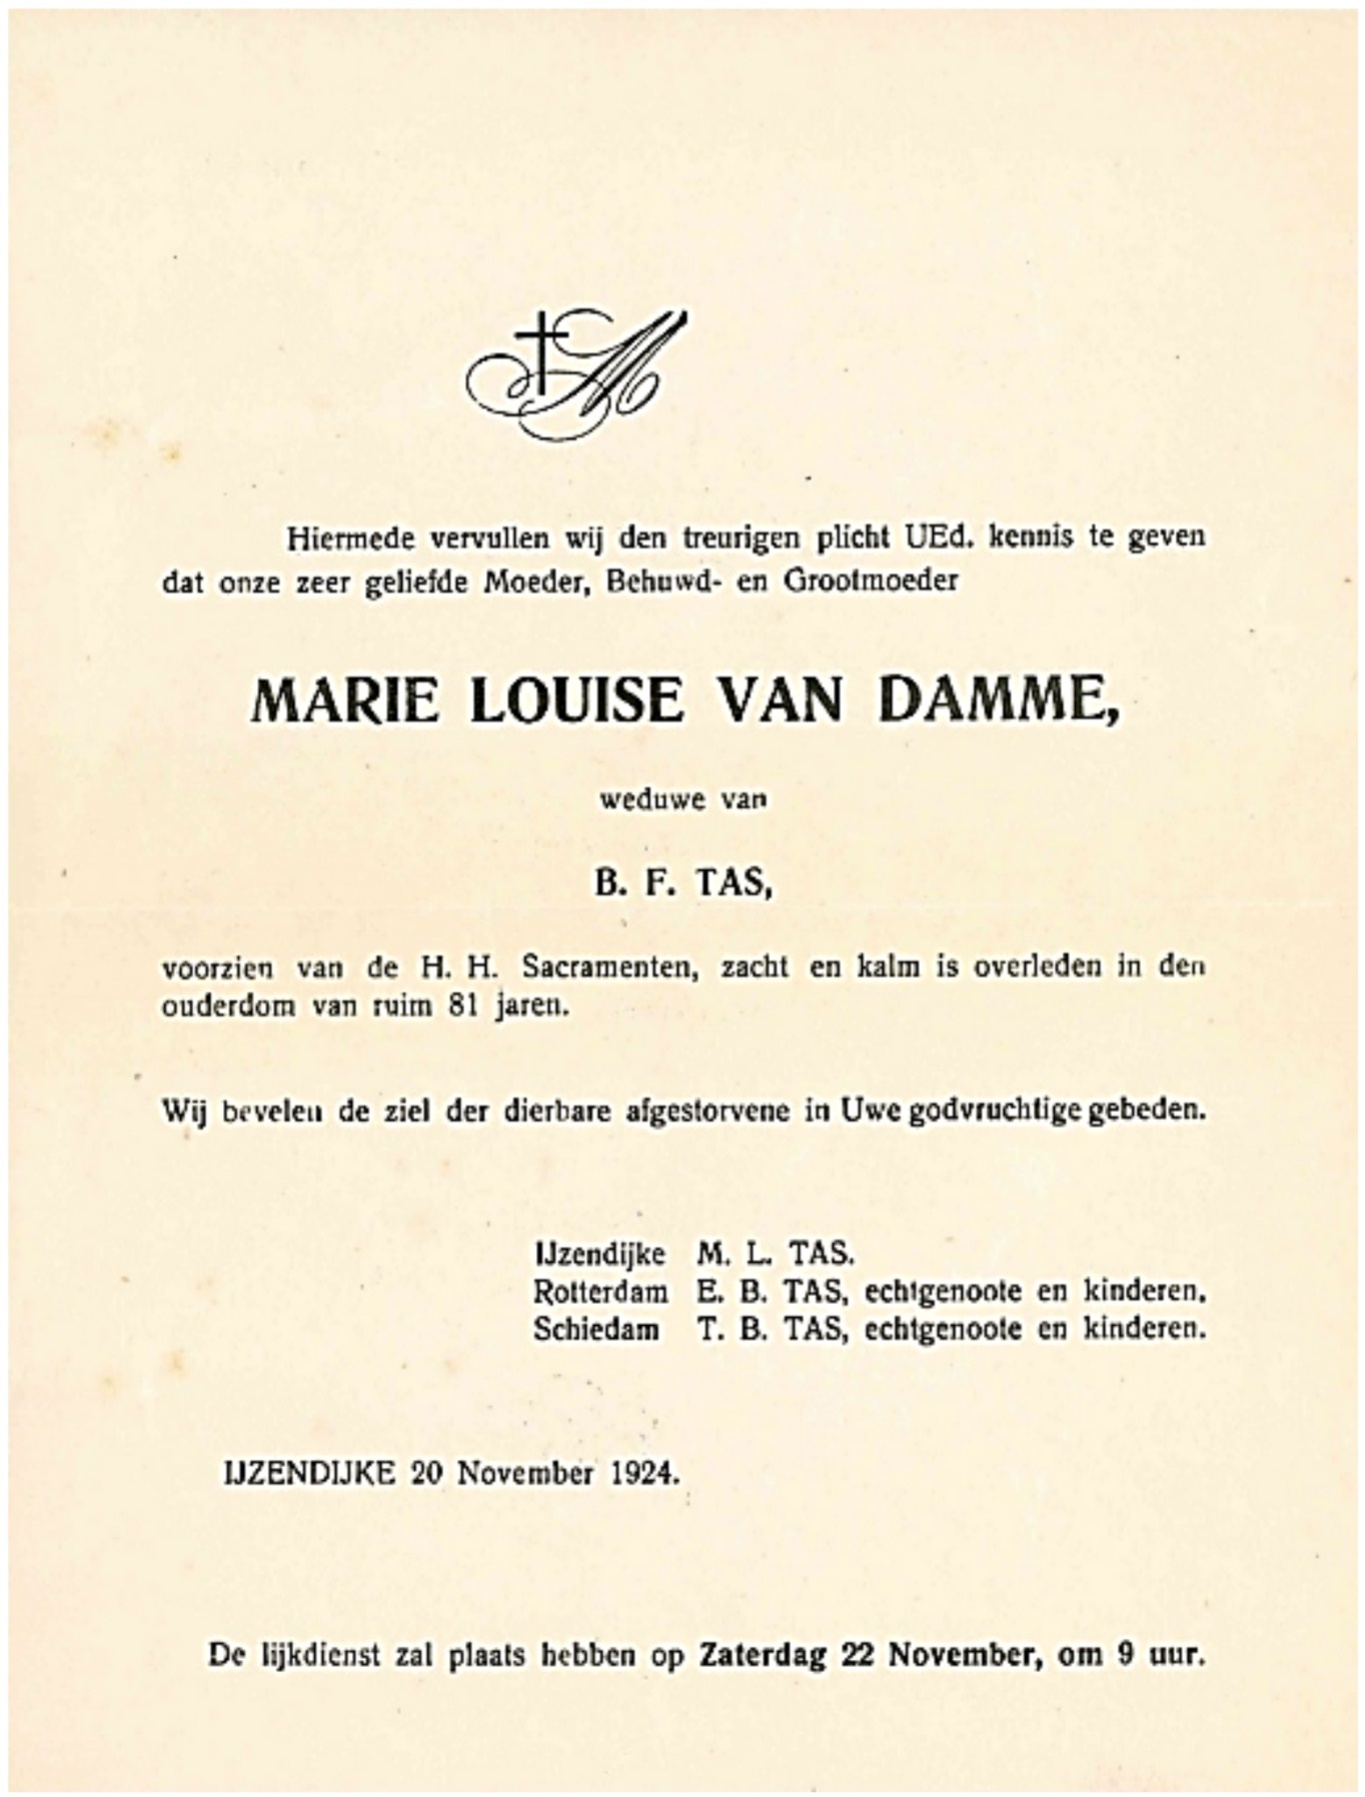 M
Hiermede vervullen wij den treurigen plicht UEd. kennis te geven
dat onze zeer geliefde Moeder, Behuwd- en Grootmoeder
MARIE LOUISE VAN DAMME,
weduwe van
B. F. TAS,
voorzien van de H. H. Sacramenten, zacht en kalm is overleden in den
ouderdom van ruim 81 jaren.
Wij bevelen de ziel der dierbare afgestorvene in Uwe godvruchtige gebeden.
IJzendijke M. L. TAS.
Rotterdam E. B. TAS, echtgenoote en kinderen.
Schiedam T. B. TAS, echtgenoote en kinderen.
IJZENDIJKE 20 November 1924.
De lijkdienst zal plaats hebben op Zaterdag 22 November, om 9 uur.